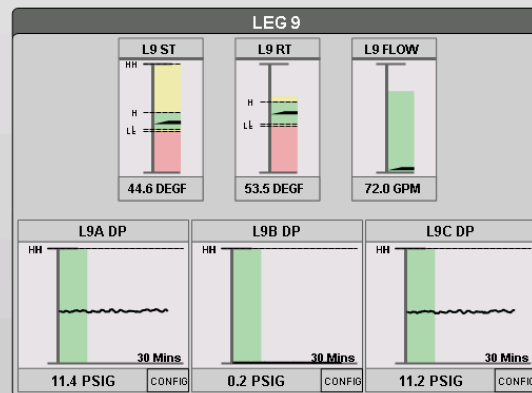 LEG 9
L9 ST
L9 RT
L9 FLOW
HH
H
L
LL
H
L
LL
44.6 DEGF
53.5 DEGF
72.0 GPM
L9A DP
L9B DP
L9C DP
HH
HH
HH
30 Mins
30 Mins
30 Mins
11.4 PSIG
CONFIG
0.2 PSIG
CONFIG
11.2 PSIG
CONFIG